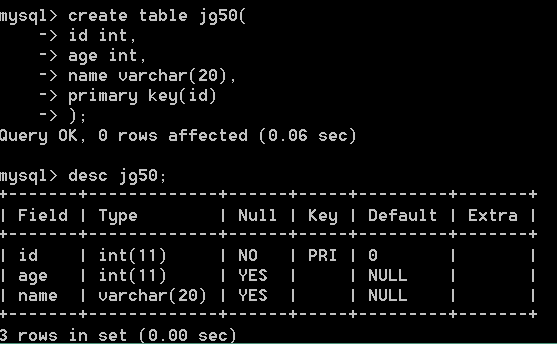 mysql> create table jg50(
    -> id int,
    -> age int,
    -> name varchar(20),
    -> primary key(id)
    -> );
Query OK, 0 rows affected (0.06 sec)
mysql> desc jg50;
+-------+-------------+------+-----+---------+-------+
| Field | Type        | Null | Key | Default | Extra |
+-------+-------------+------+-----+---------+-------+
| id    | int(11)     | NO   | PRI | 0       |       |
| age   | int(11)     | YES  |     | NULL    |       |
| name  | varchar(20) | YES  |     | NULL    |       |
+-------+-------------+------+-----+---------+-------+
3 rows in set (0.00 sec)